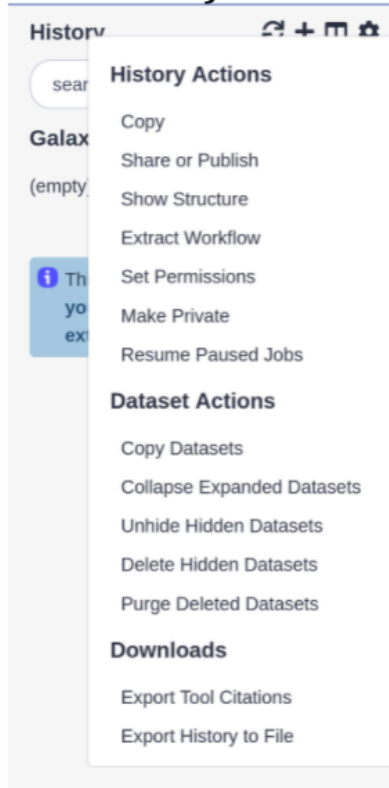 History
History Actions
sear
Copy
Galax
Share or Publish
(empty)
Show Structure
Extract Workflow
Th
Set Permissions
yo
Make Private
ext
Resume Paused Jobs
Dataset Actions
Copy Datasets
Collapse Expanded Datasets
Unhide Hidden Datasets
Delete Hidden Datasets
Purge Deleted Datasets
Downloads
Export Tool Citations
Export History to File